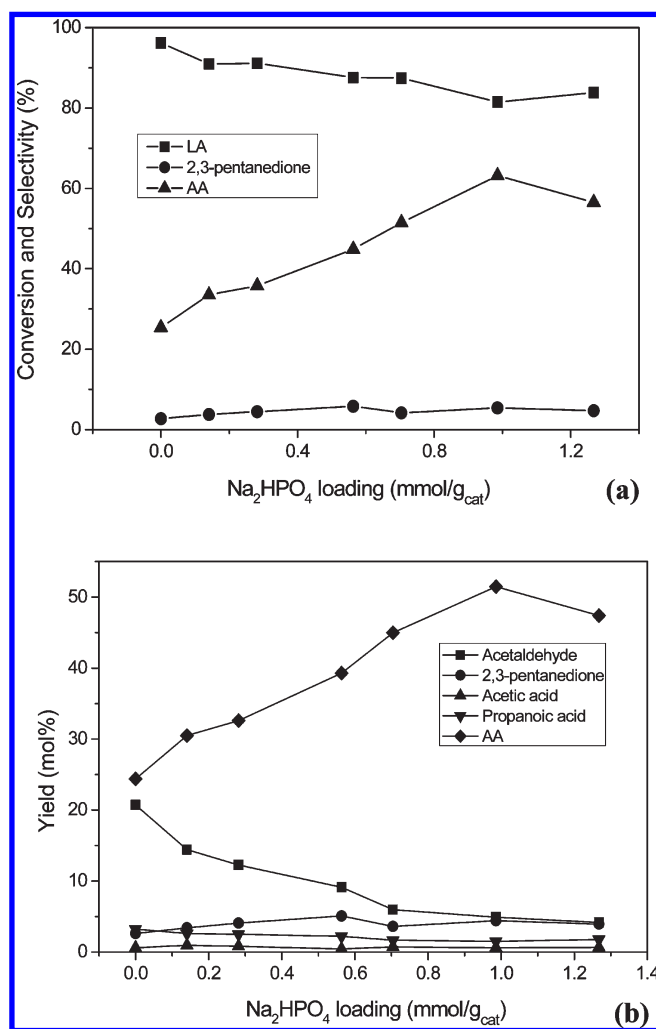 100
80
60
40
20
0
Conversion and Selectivity (%)
LA
2,3-pentanedione
AA
0.0 0.4 0.8 1.2
Na₂HPO₄ loading (mmol/g_cat)
(a)
50
40
30
20
10
0
Yield (mol%)
Acetaldehyde
2,3-pentanedione
Acetic acid
Propanoic acid
AA
0.0 0.2 0.4 0.6 0.8 1.0 1.2 1.4
Na₂HPO₄ loading (mmol/g_cat)
(b)